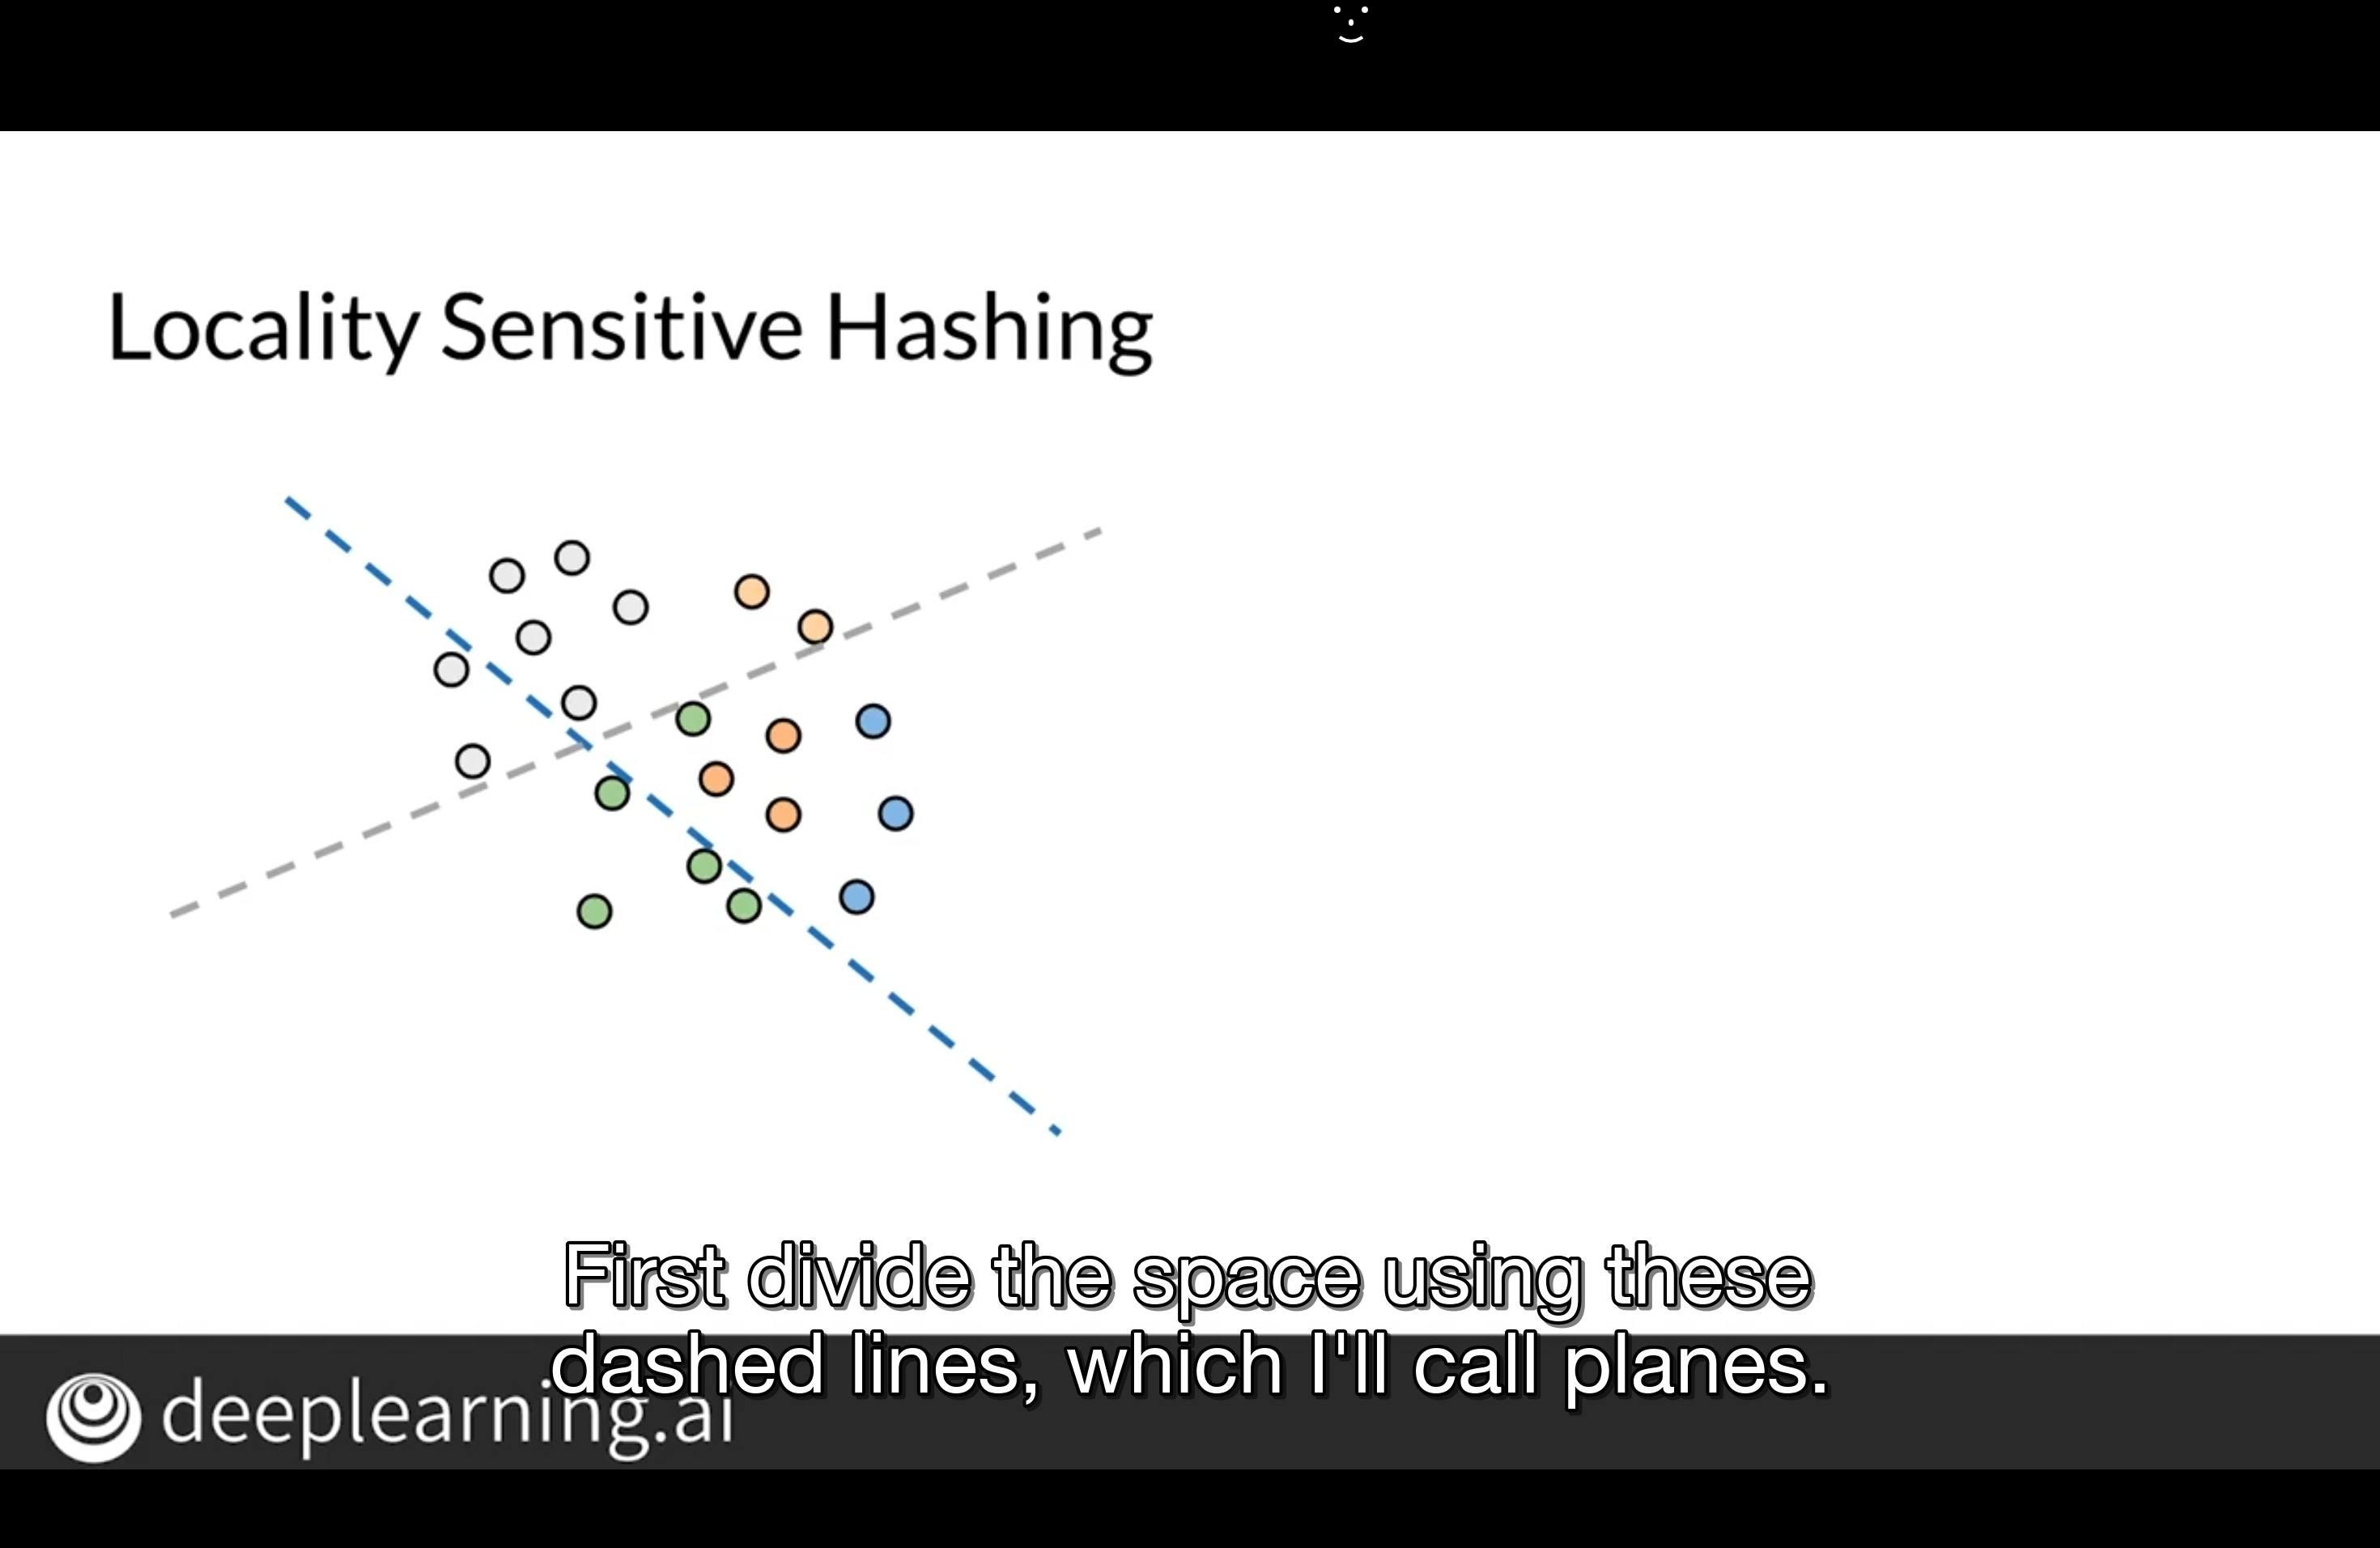 Locality Sensitive Hashing
First divide the space using these
dashed lines, which I'll call planes.
deeplearning.ai